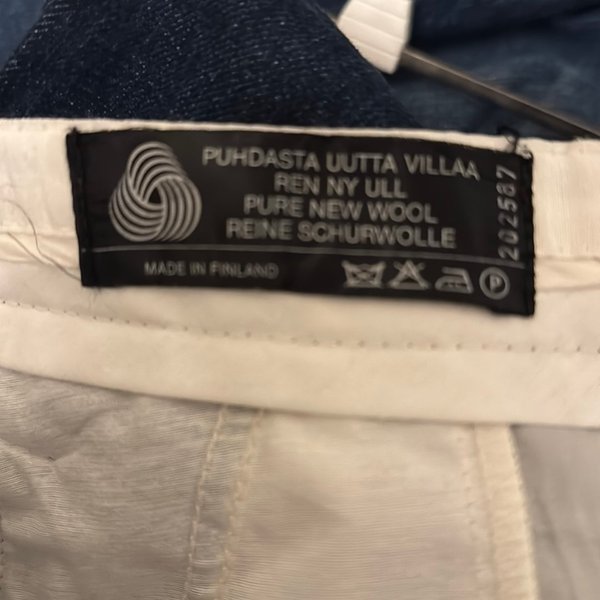 PUHDASTA UUTTA VILLAA
REN NY ULL
PURE NEW WOOL
REINE SCHURWOLLE
MADE IN FINLAND
P
202587